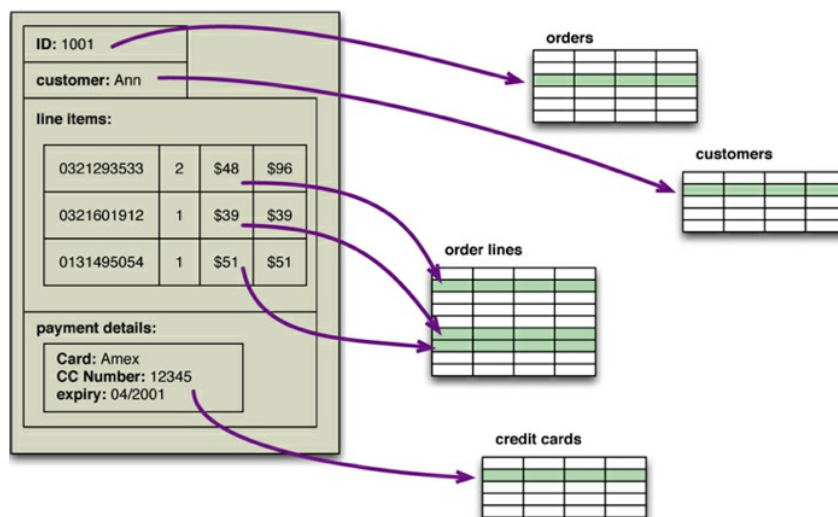 ID: 1001
customer: Ann
line items:
0321293533 2 $48 $96
0321601912 1 $39 $39
0131495054 1 $51 $51
payment details:
Card: Amex
CC Number: 12345
expiry: 04/2001
orders
customers
order lines
credit cards